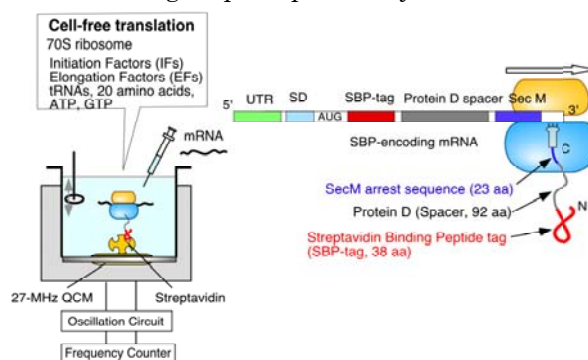 Cell-free translation
70S ribosome
Initiation Factors (IFs)
Elongation Factors (EFs)
tRNAs, 20 amino acids,
ATP, GTP
mRNA
27-MHz QCM
Streptavidin
Oscillation Circuit
Frequency Counter
UTR SD SBP-tag Protein D spacer Sec M
5' AUG 3'
SBP-encoding mRNA
C
SecM arrest sequence (23 aa)
Protein D (Spacer, 92 aa)
N
Streptavidin Binding Peptide tag
(SBP-tag, 38 aa)